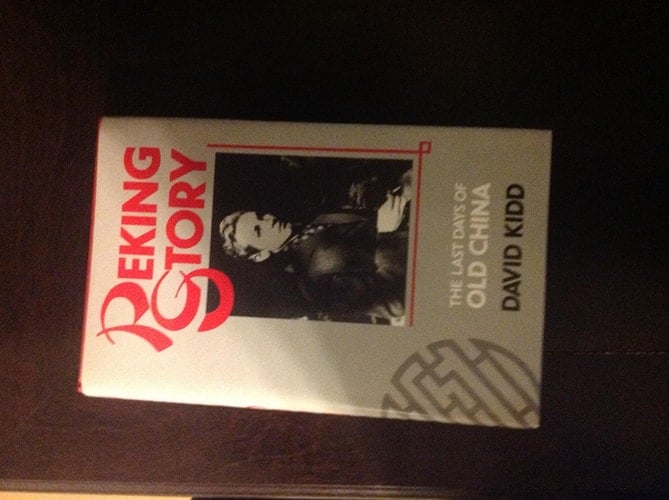 PEKING
STORY
THE LAST DAYS OF
OLD CHINA
DAVID KIDD